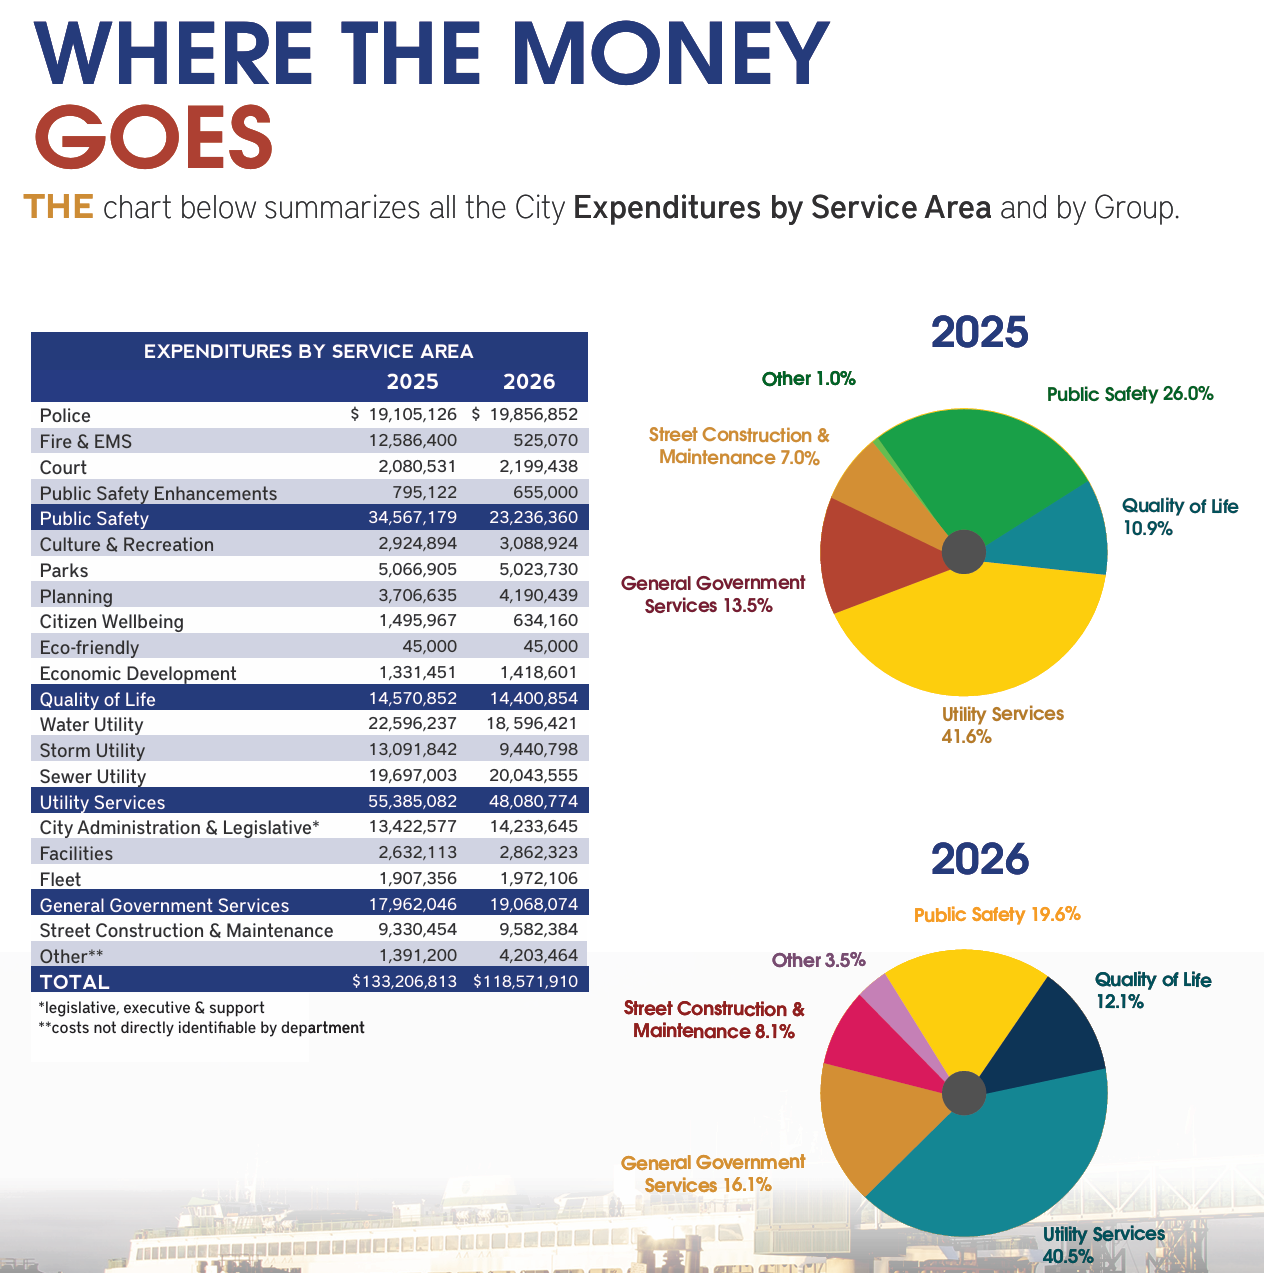 WHERE THE MONEY
GOES
THE chart below summarizes all the City Expenditures by Service Area and by Group.
EXPENDITURES BY SERVICE AREA
2025 2026
Police $ 19,105,126 $ 19,856,852
Fire & EMS 12,586,400 525,070
Court 2,080,531 2,199,438
Public Safety Enhancements 795,122 655,000
Public Safety 34,567,179 23,236,360
Culture & Recreation 2,924,894 3,088,924
Parks 5,066,905 5,023,730
Planning 3,706,635 4,190,439
Citizen Wellbeing 1,495,967 634,160
Eco-friendly 45,000 45,000
Economic Development 1,331,451 1,418,601
Quality of Life 14,570,852 14,400,854
Water Utility 22,596,237 18, 596,421
Storm Utility 13,091,842 9,440,798
Sewer Utility 19,697,003 20,043,555
Utility Services 55,385,082 48,080,774
City Administration & Legislative* 13,422,577 14,233,645
Facilities 2,632,113 2,862,323
Fleet 1,907,356 1,972,106
General Government Services 17,962,046 19,068,074
Street Construction & Maintenance 9,330,454 9,582,384
Other** 1,391,200 4,203,464
TOTAL $133,206,813 $118,571,910
*legislative, executive & support
**costs not directly identifiable by department
2025
Other 1.0%
Public Safety 26.0%
Street Construction &
Maintenance 7.0%
Quality of Life
10.9%
General Government
Services 13.5%
Utility Services
41.6%
2026
Public Safety 19.6%
Other 3.5%
Quality of Life
12.1%
Street Construction &
Maintenance 8.1%
General Government
Services 16.1%
Utility Services
40.5%